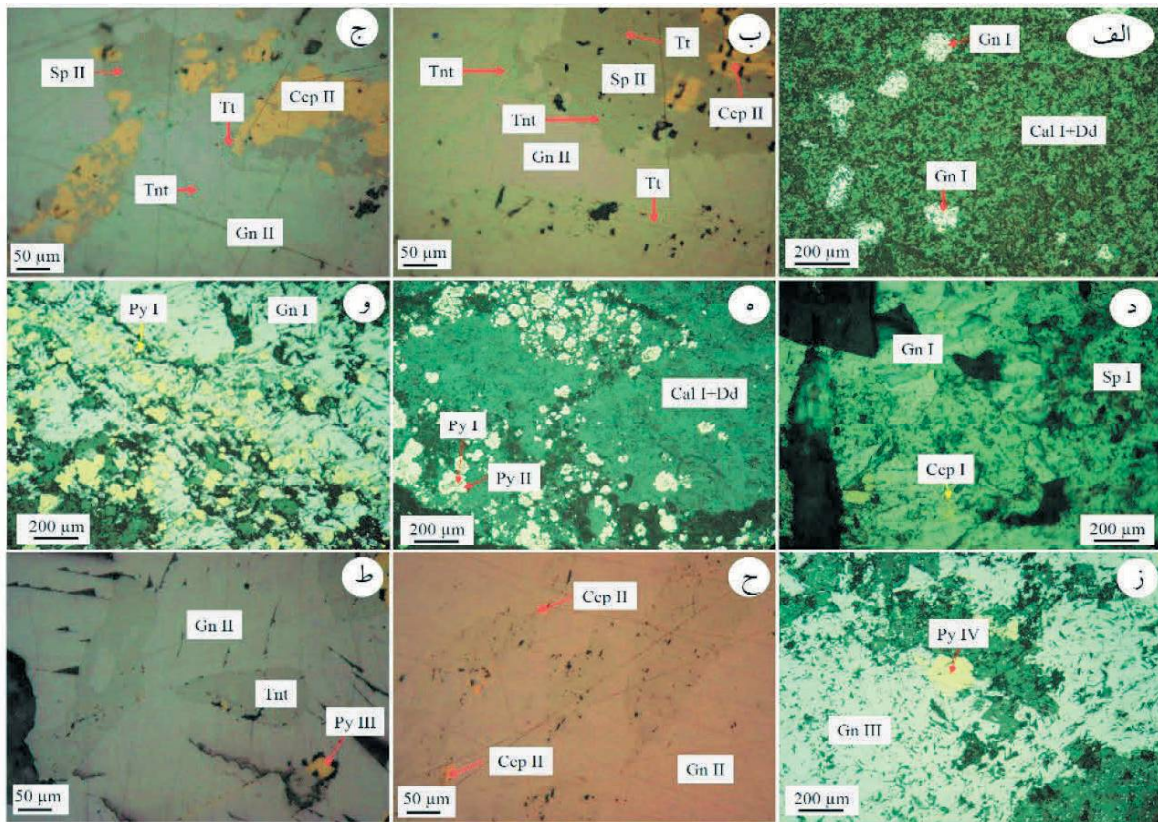 الف
Gn I
Cal I+Dd
Gn I
200 µm
ب
Tt
Tnt
Sp II
Ccp II
Tnt
Gn II
Tt
50 µm
ج
Sp II
Ccp II
Tt
Tnt
Gn II
50 µm
د
Gn I
Sp I
Ccp I
200 µm
ه
Cal I+Dd
Py I
Py II
200 µm
و
Py I
Gn I
200 µm
ز
Py IV
Gn III
200 µm
ح
Ccp II
Ccp II
Gn II
50 µm
ط
Gn II
Tnt
Py III
50 µm